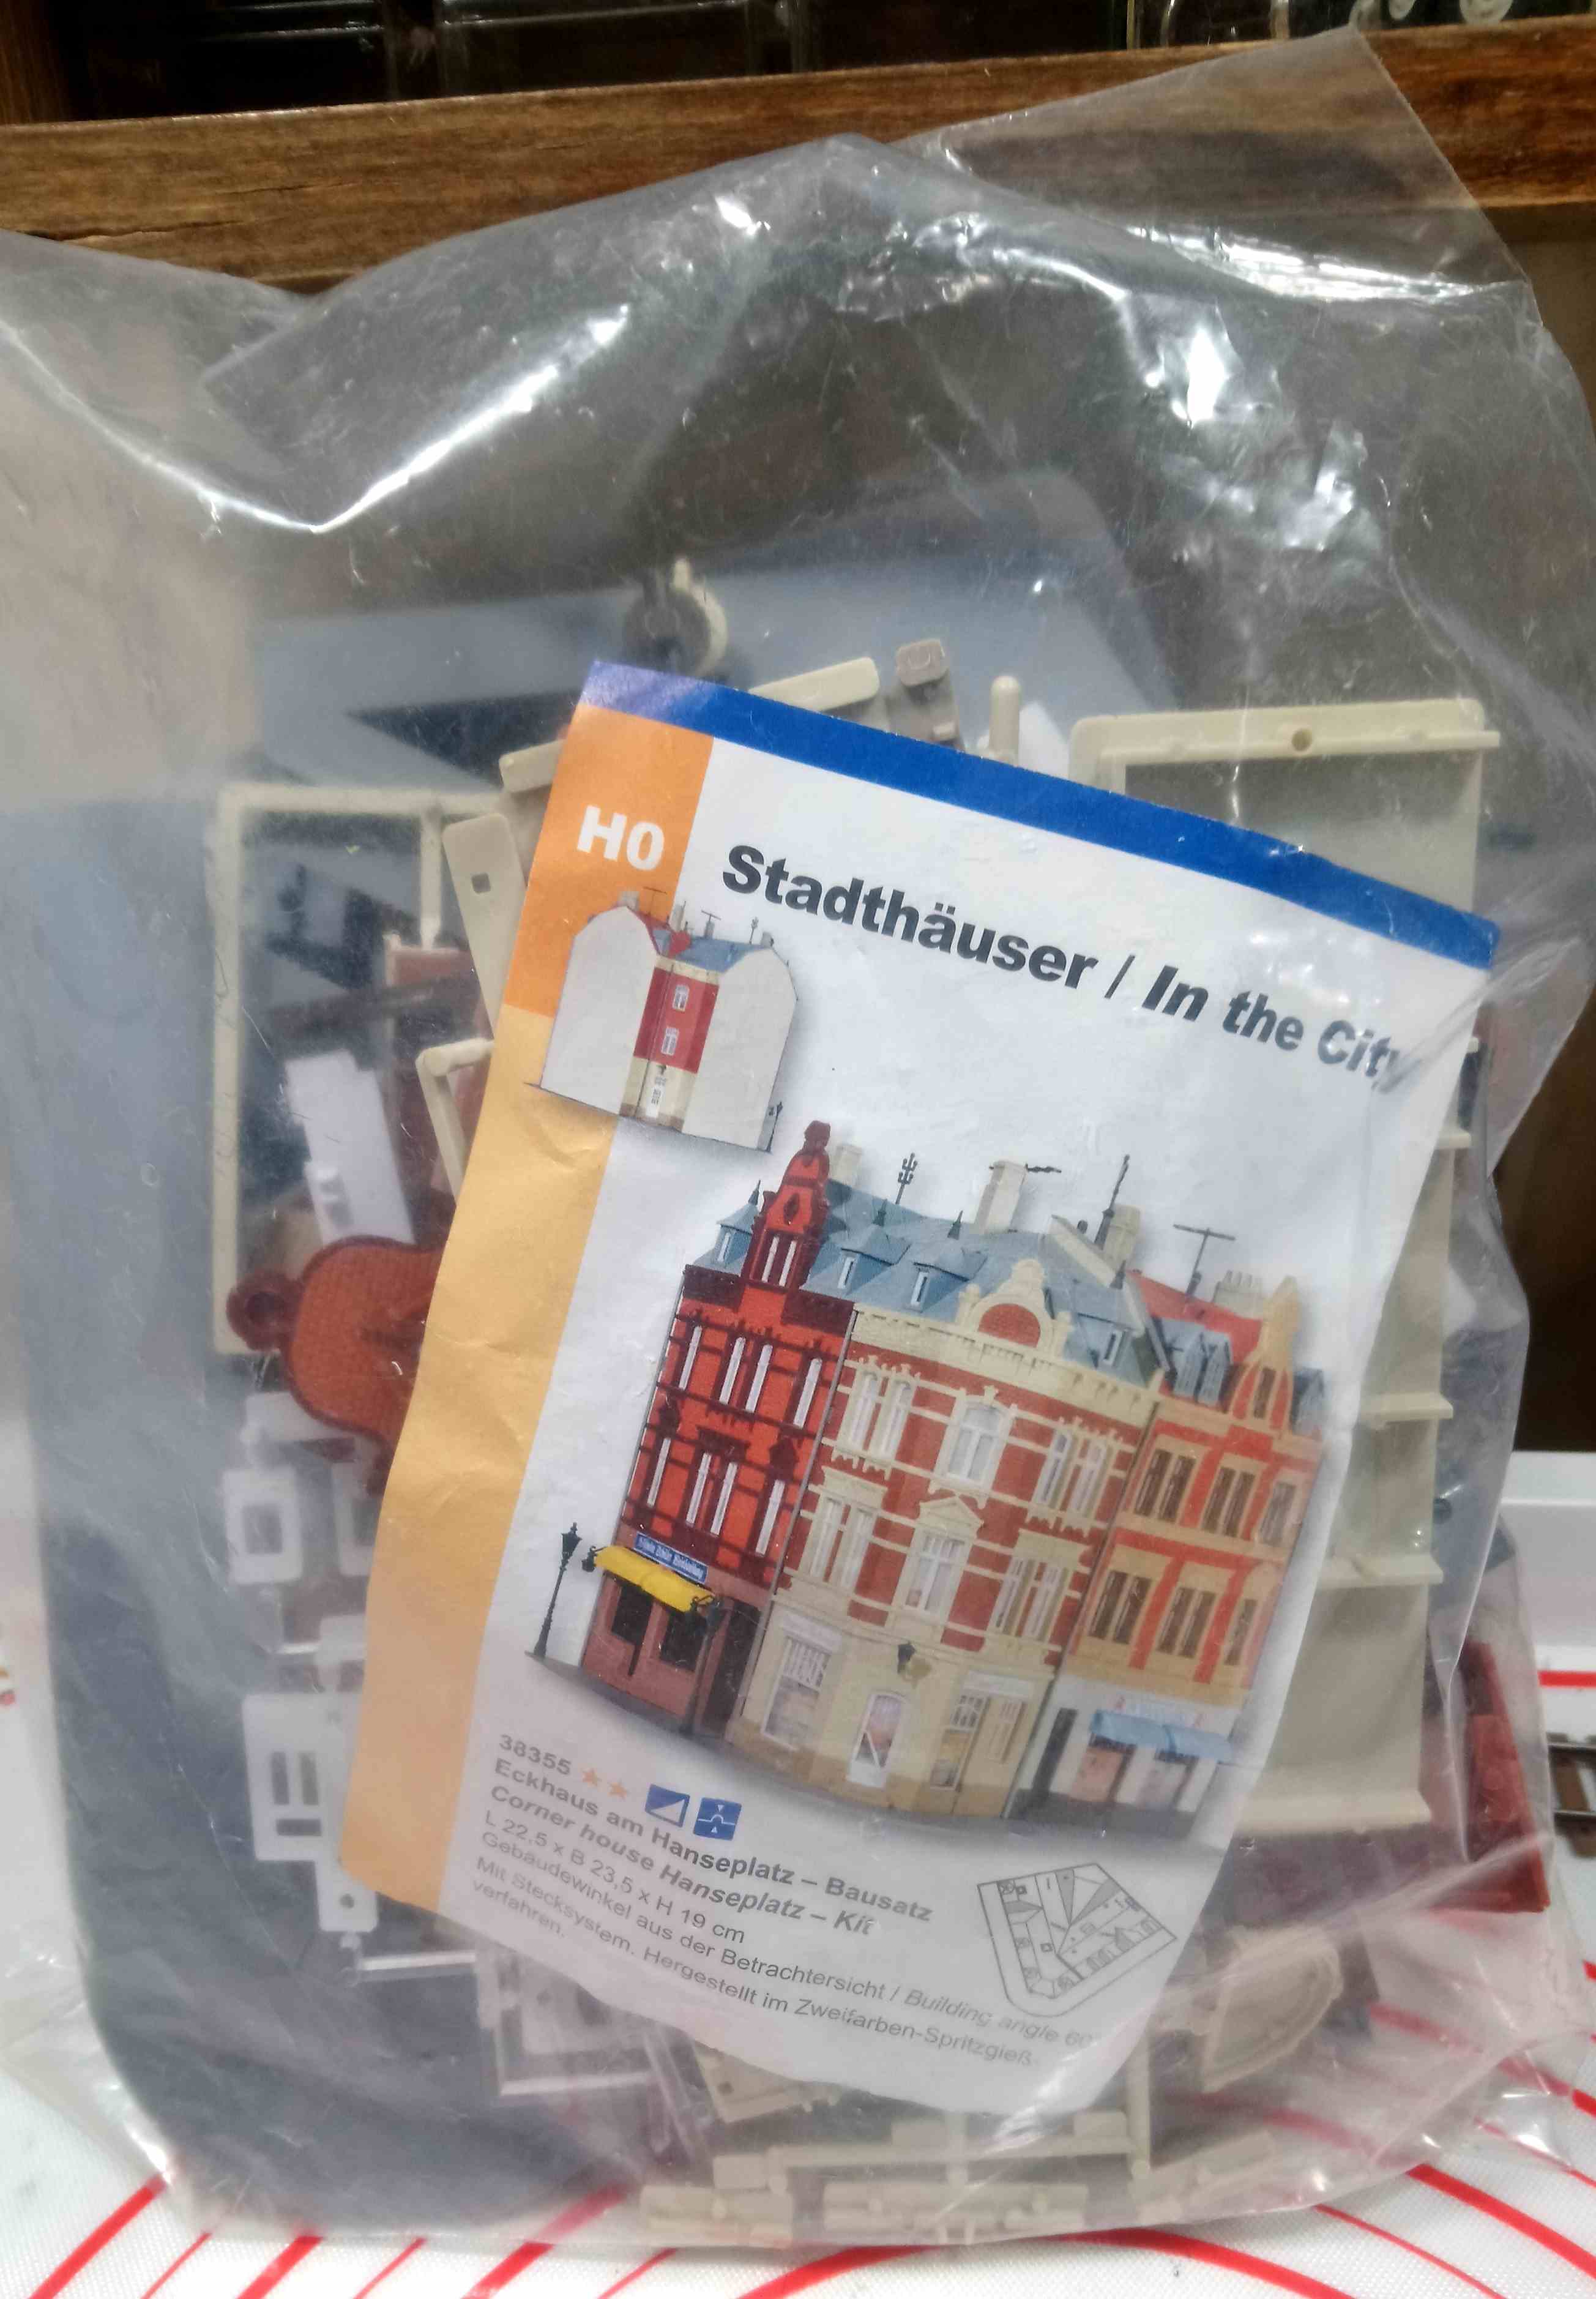 H0
Stadthäuser / In the City
38355
Eckhaus am Hanseplatz – Bausatz
Corner house Hanseplatz – Kit
L 22,5 x B 23,5 x H 19 cm
Gebäudewinkel aus der Betrachtersicht / Building angle
Mit Stecksystem. Hergestellt im Zweifarben-Spritzgieß-
verfahren.